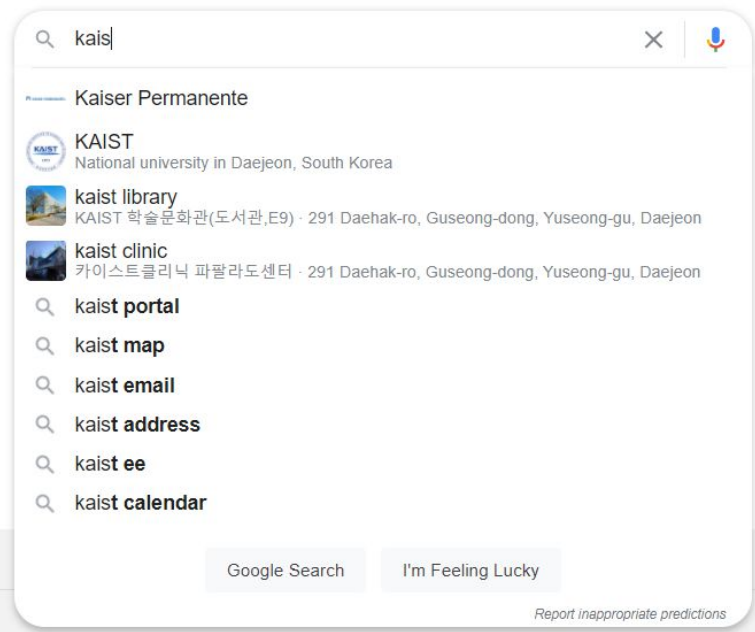 kais
Kaiser Permanente
KAIST
KAIST
National university in Daejeon, South Korea
kaist library
KAIST 학술문화관(도서관,E9) · 291 Daehak-ro, Guseong-dong, Yuseong-gu, Daejeon
kaist clinic
카이스트클리닉 파팔라도센터 · 291 Daehak-ro, Guseong-dong, Yuseong-gu, Daejeon
kaist portal
kaist map
kaist email
kaist address
kaist ee
kaist calendar
Google Search
I'm Feeling Lucky
Report inappropriate predictions